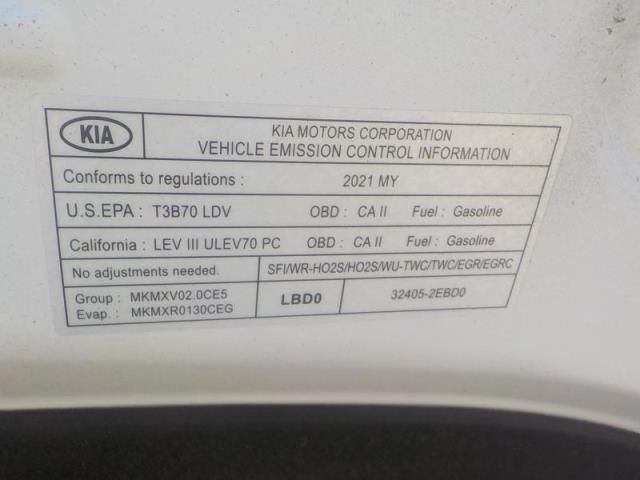 KIA
KIA MOTORS CORPORATION
VEHICLE EMISSION CONTROL INFORMATION
Conforms to regulations : 2021 MY
U.S.EPA : T3B70 LDV OBD : CA II Fuel : Gasoline
California : LEV III ULEV70 PC OBD : CA II Fuel : Gasoline
No adjustments needed. SFI/WR-HO2S/HO2S/WU-TWC/TWC/EGR/EGRC
Group : MKMXV02.0CE5
Evap. : MKMXR0130CEG
LBD0
32405-2EBD0